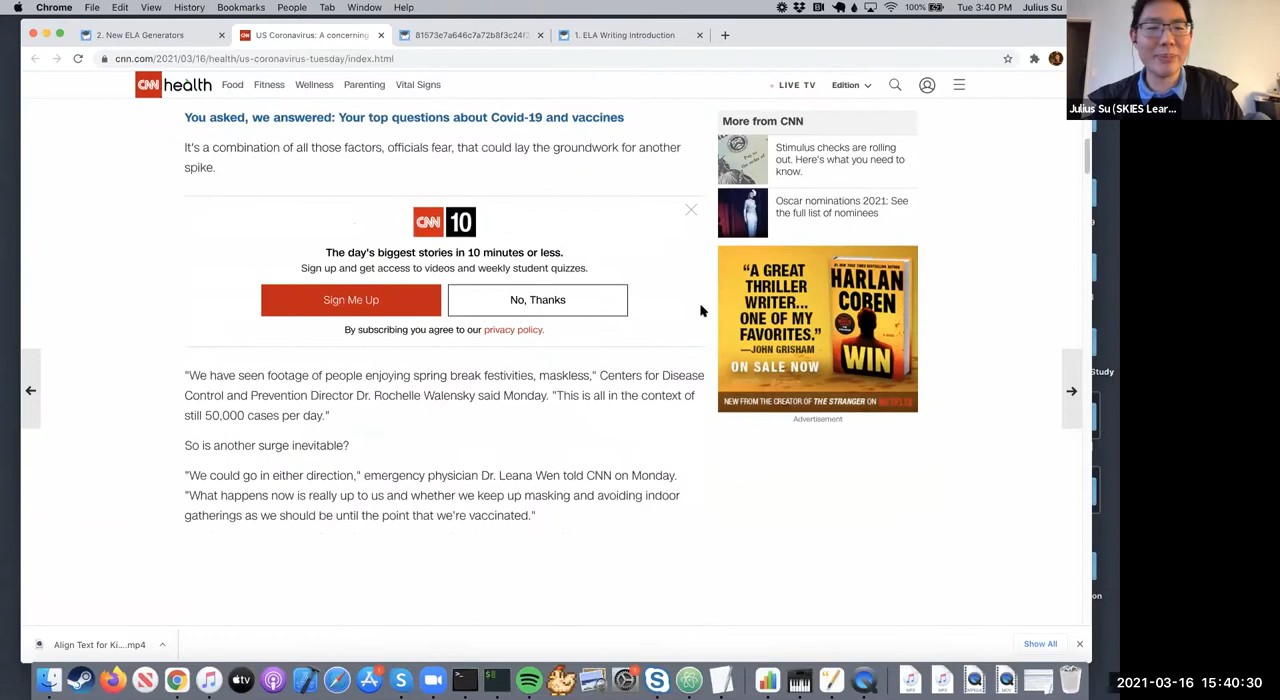 Chrome File Edit View History Bookmarks People Tab Window Help
100% Tue 3:40 PM Julius Su
2. New ELA Generators
US Coronavirus: A concerning
81573e7a646c7a72b8f3c24f
1. ELA Writing Introduction
cnn.com/2021/03/16/health/us-coronavirus-tuesday/index.html
CNN health Food Fitness Wellness Parenting Vital Signs
LIVE TV Edition
You asked, we answered: Your top questions about Covid-19 and vaccines
It's a combination of all those factors, officials fear, that could lay the groundwork for another
spike.
CNN 10
The day's biggest stories in 10 minutes or less.
Sign up and get access to videos and weekly student quizzes.
Sign Me Up
No, Thanks
By subscribing you agree to our privacy policy.
"We have seen footage of people enjoying spring break festivities, maskless," Centers for Disease
Control and Prevention Director Dr. Rochelle Walensky said Monday. "This is all in the context of
still 50,000 cases per day."
So is another surge inevitable?
"We could go in either direction," emergency physician Dr. Leana Wen told CNN on Monday.
"What happens now is really up to us and whether we keep up masking and avoiding indoor
gatherings as we should be until the point that we're vaccinated."
More from CNN
Stimulus checks are rolling
out. Here's what you need to
know.
Oscar nominations 2021: See
the full list of nominees
"A GREAT
THRILLER
WRITER...
ONE OF MY
FAVORITES."
—JOHN GRISHAM
ON SALE NOW
HARLAN
COBEN
WIN
NEW FROM THE CREATOR OF THE STRANGER ON NETFLIX
Advertisement
Julius Su (SKIES Lear...
Study
on
Align Text for Ki....mp4
Show All
2021-03-16 15:40:30